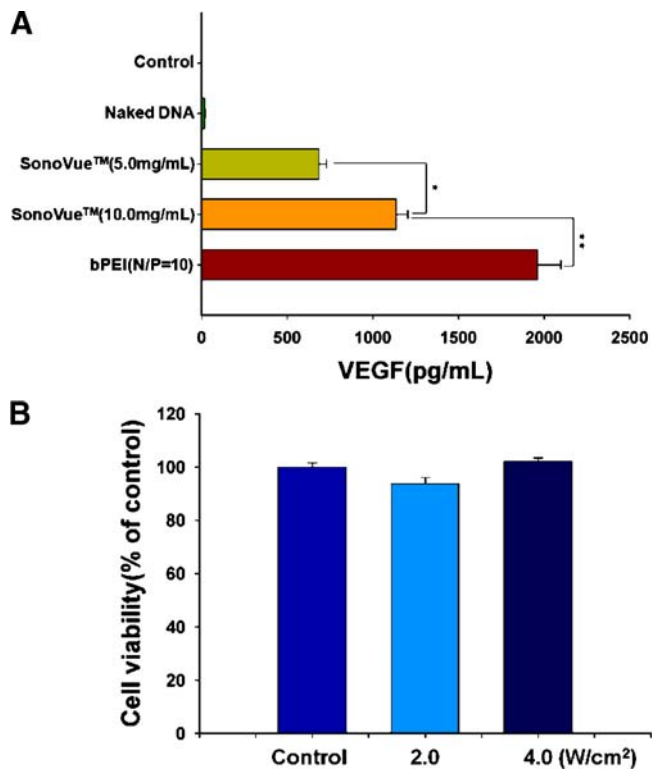 A
Control
Naked DNA
SonoVue™(5.0mg/mL)
*
SonoVue™(10.0mg/mL)
**
bPEI(N/P=10)
0 500 1000 1500 2000 2500
VEGF(pg/mL)
B
Cell viability(% of control)
120
100
80
60
40
20
0
Control 2.0 4.0 (W/cm²)